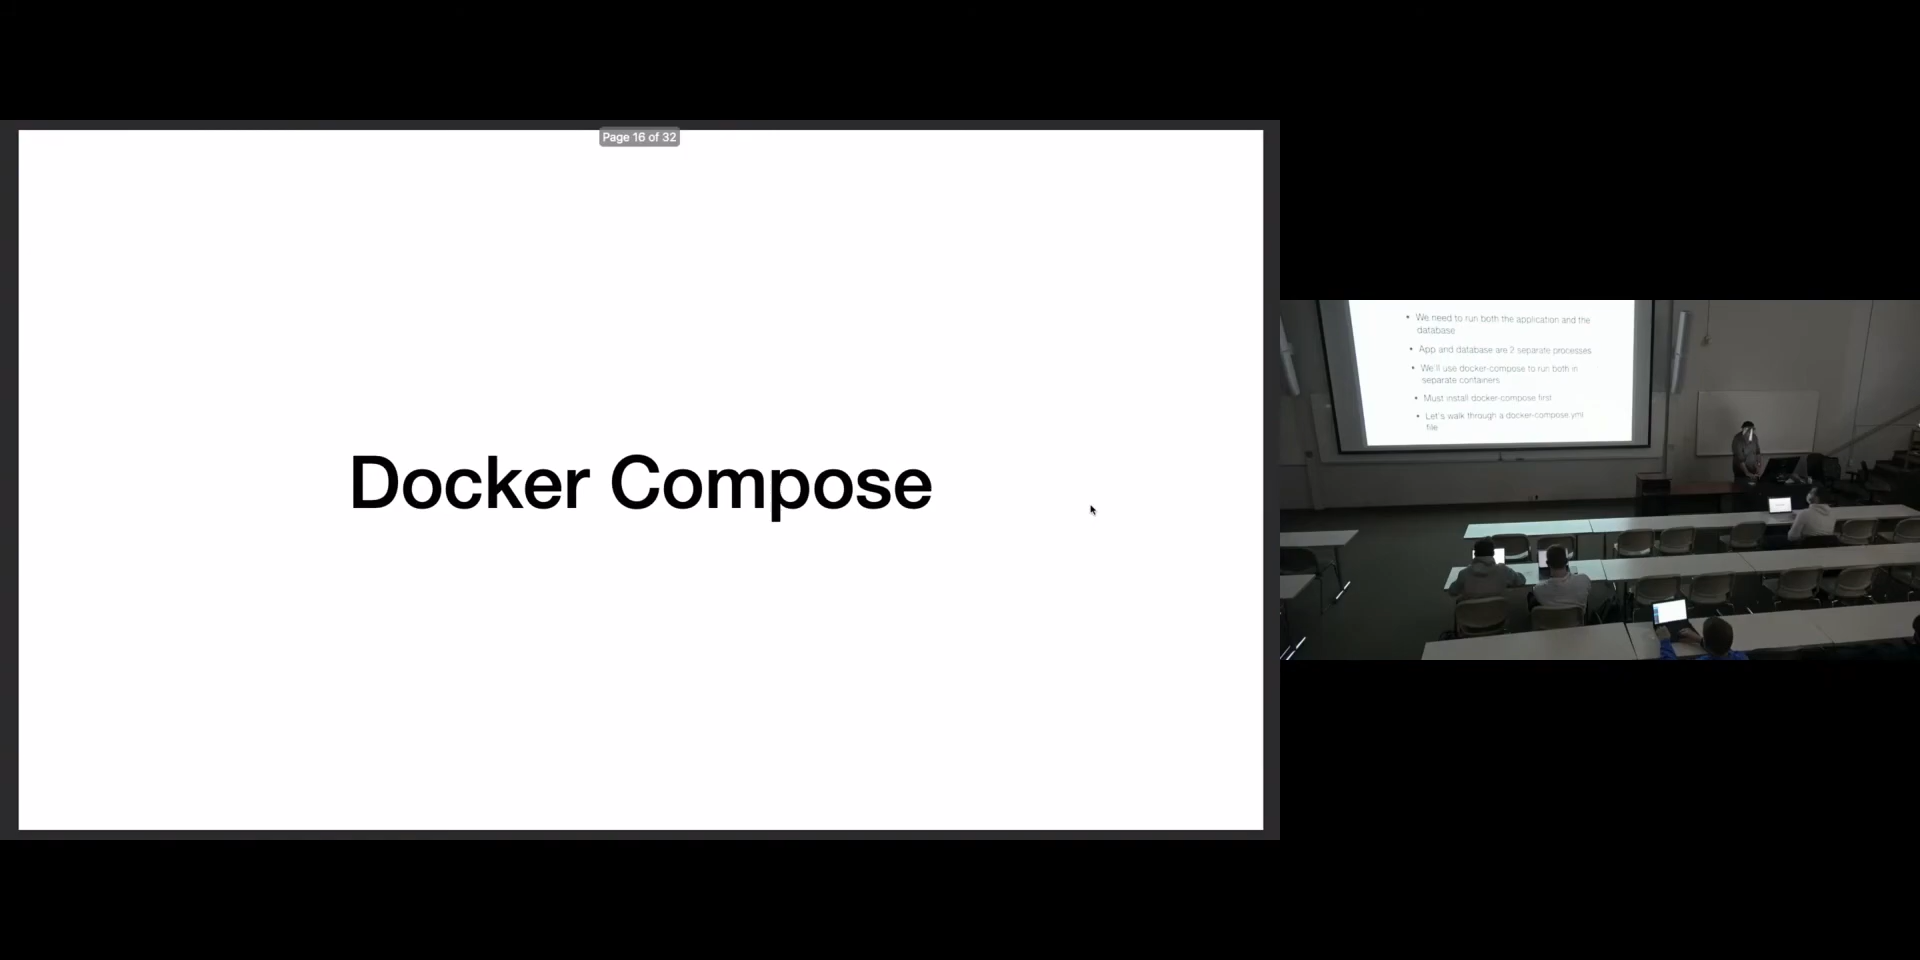 Page 16 of 32
Docker Compose
• We need to run both the application and the
database
• App and database are 2 separate processes
• We'll use docker-compose to run both in
separate containers
• Must install docker-compose first
• Let's walk through a docker-compose.yml
file